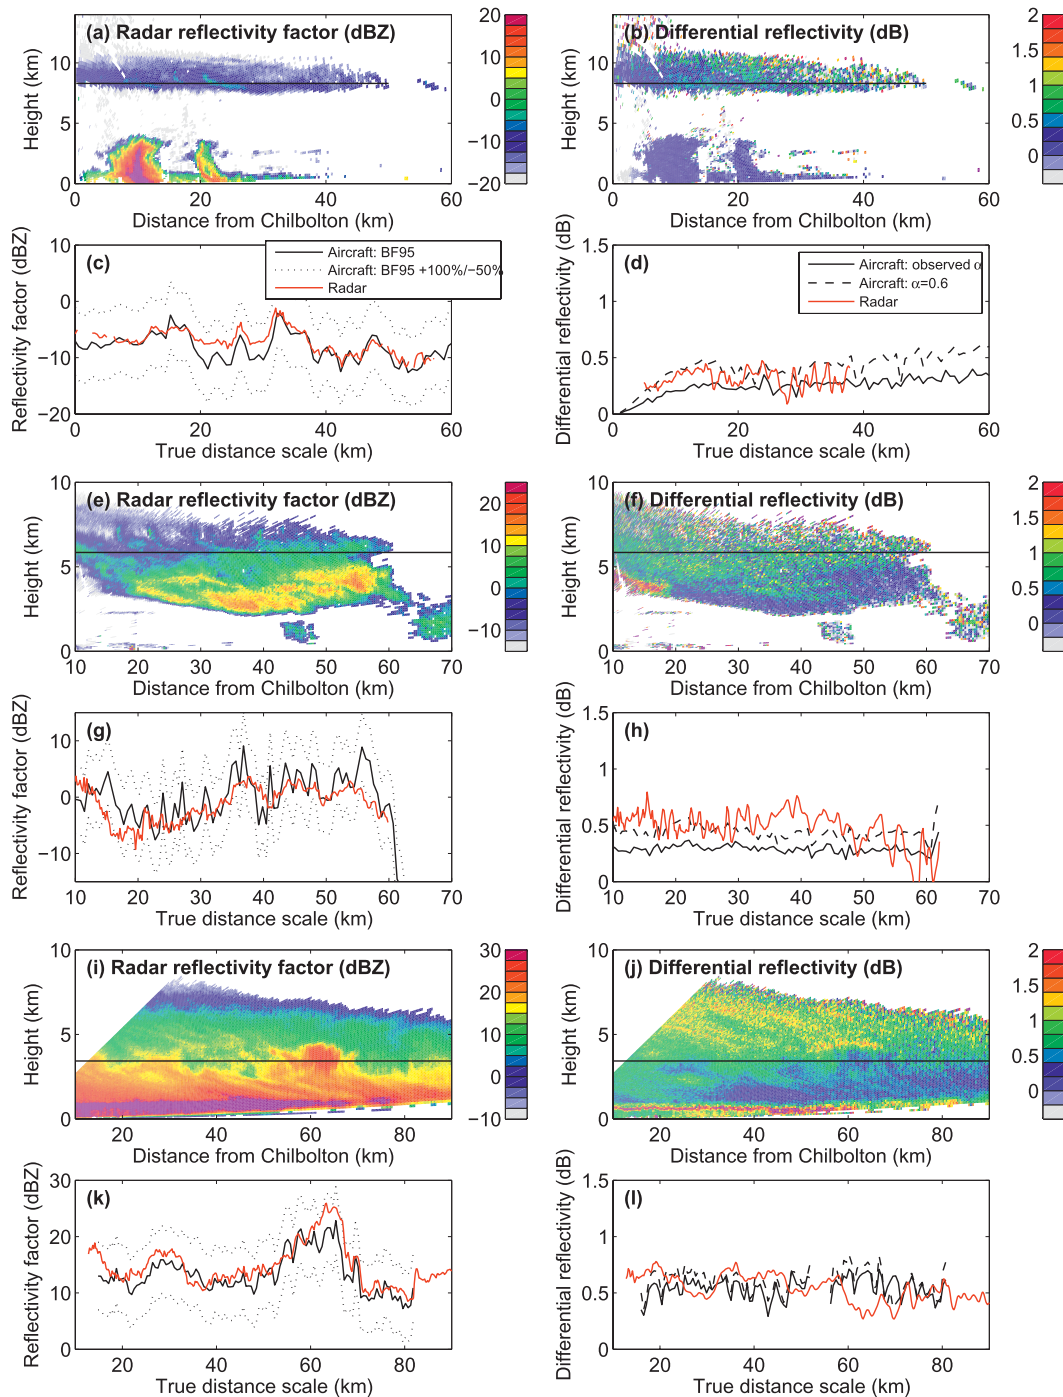 (a) Radar reflectivity factor (dBZ)
Height (km)
10
5
0
0 20 40 60
Distance from Chilbolton (km)
20
10
0
−10
−20
(b) Differential reflectivity (dB)
Height (km)
10
5
0
0 20 40 60
Distance from Chilbolton (km)
2
1.5
1
0.5
0
(c)
Reflectivity factor (dBZ)
10
0
−10
−20
0 20 40 60
True distance scale (km)
Aircraft: BF95
Aircraft: BF95 +100%/−50%
Radar
(d)
Differential reflectivity (dB)
1.5
1
0.5
0
0 20 40 60
True distance scale (km)
Aircraft: observed α
Aircraft: α=0.6
Radar
(e) Radar reflectivity factor (dBZ)
Height (km)
10
5
0
10 20 30 40 50 60 70
Distance from Chilbolton (km)
20
10
0
−10
(f) Differential reflectivity (dB)
Height (km)
10
5
0
10 20 30 40 50 60 70
Distance from Chilbolton (km)
2
1.5
1
0.5
0
(g)
Reflectivity factor (dBZ)
10
0
−10
10 20 30 40 50 60 70
True distance scale (km)
(h)
Differential reflectivity (dB)
1.5
1
0.5
0
10 20 30 40 50 60 70
True distance scale (km)
(i) Radar reflectivity factor (dBZ)
Height (km)
10
5
0
20 40 60 80
Distance from Chilbolton (km)
30
20
10
0
−10
(j) Differential reflectivity (dB)
Height (km)
10
5
0
20 40 60 80
Distance from Chilbolton (km)
2
1.5
1
0.5
0
(k)
Reflectivity factor (dBZ)
30
20
10
0
20 40 60 80
True distance scale (km)
(l)
Differential reflectivity (dB)
1.5
1
0.5
0
20 40 60 80
True distance scale (km)